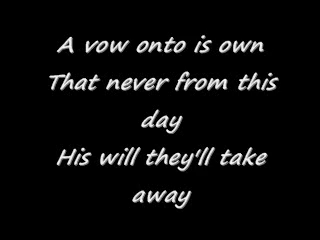 A vow onto is own
That never from this
day
His will they'll take
away